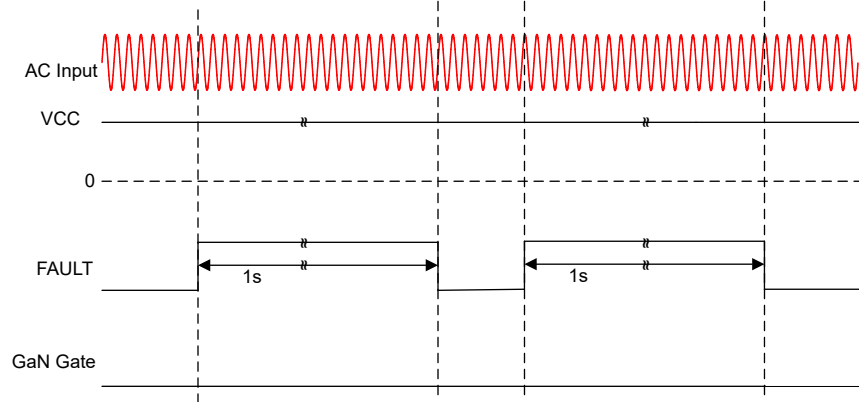 AC Input
VCC
0
FAULT
1s
1s
GaN Gate